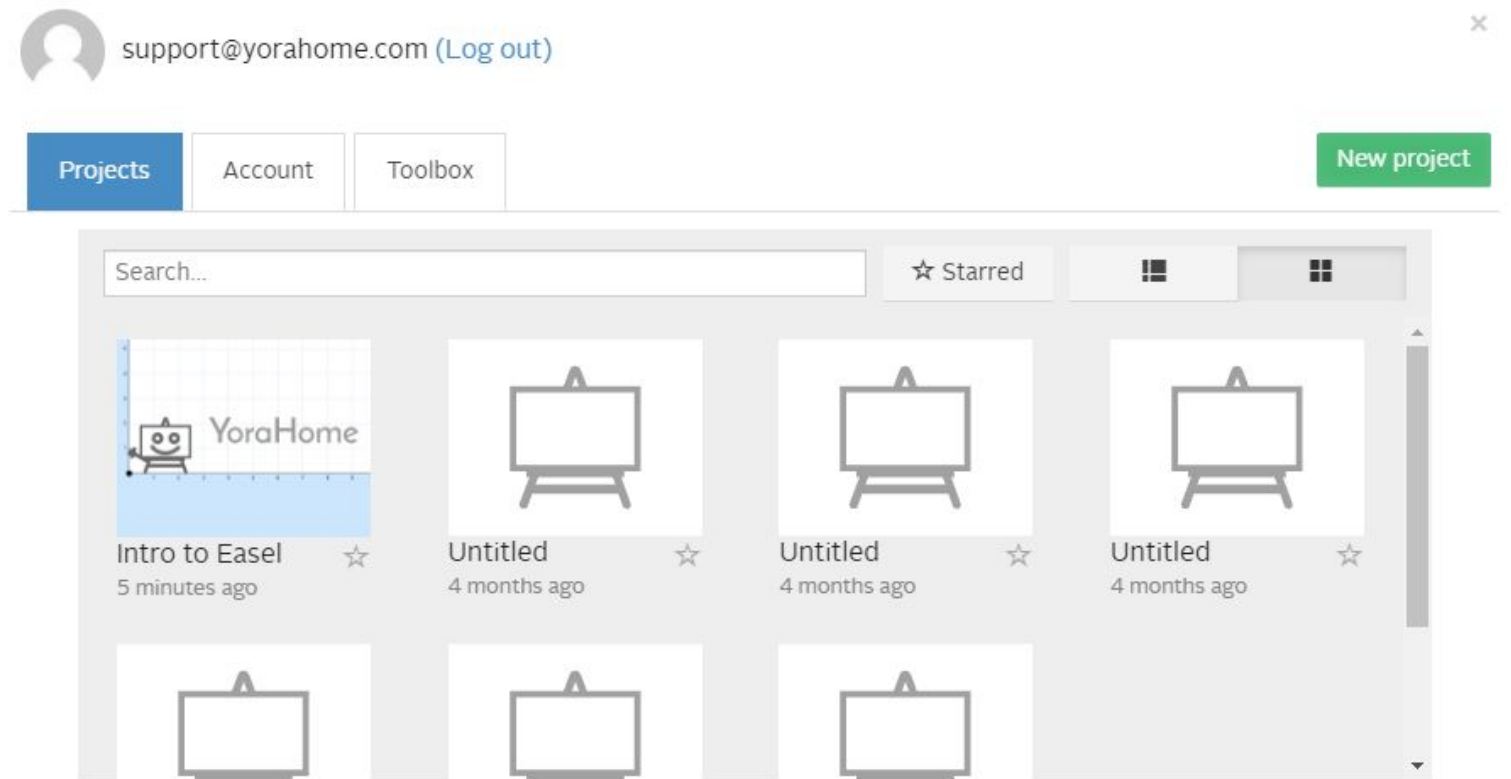 support@yorahome.com (Log out)
Projects
Account
Toolbox
New project
Search...
Starred
YoraHome
Intro to Easel
5 minutes ago
Untitled
4 months ago
Untitled
4 months ago
Untitled
4 months ago